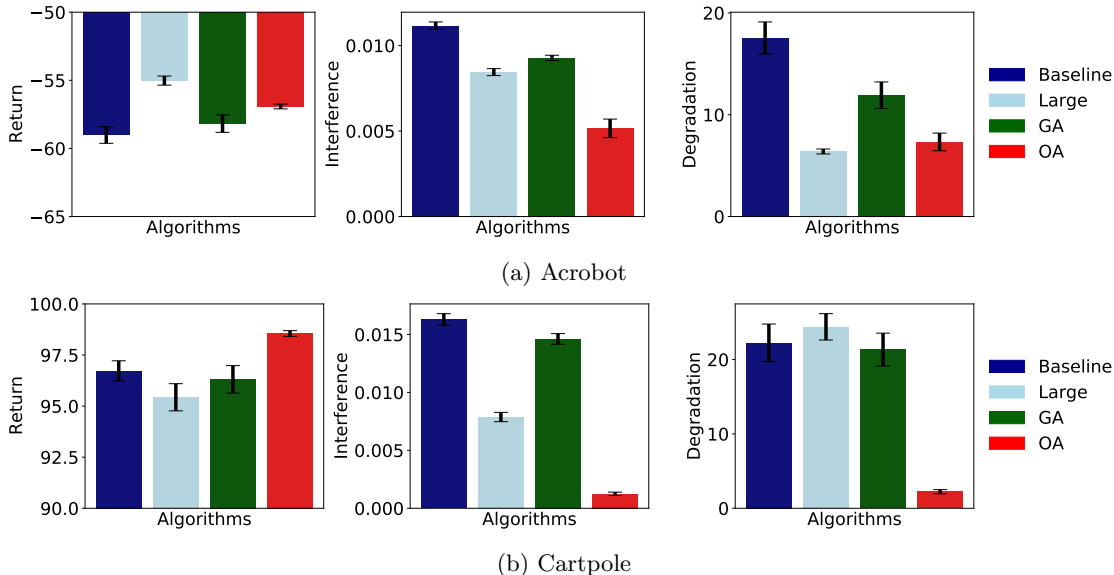 −50
−55
−60
−65
Return
Algorithms
0.010
0.005
0.000
Interference
Algorithms
20
10
0
Degradation
Algorithms
Baseline
Large
GA
OA
(a) Acrobot
100.0
97.5
95.0
92.5
90.0
Return
Algorithms
0.015
0.010
0.005
0.000
Interference
Algorithms
20
10
0
Degradation
Algorithms
Baseline
Large
GA
OA
(b) Cartpole